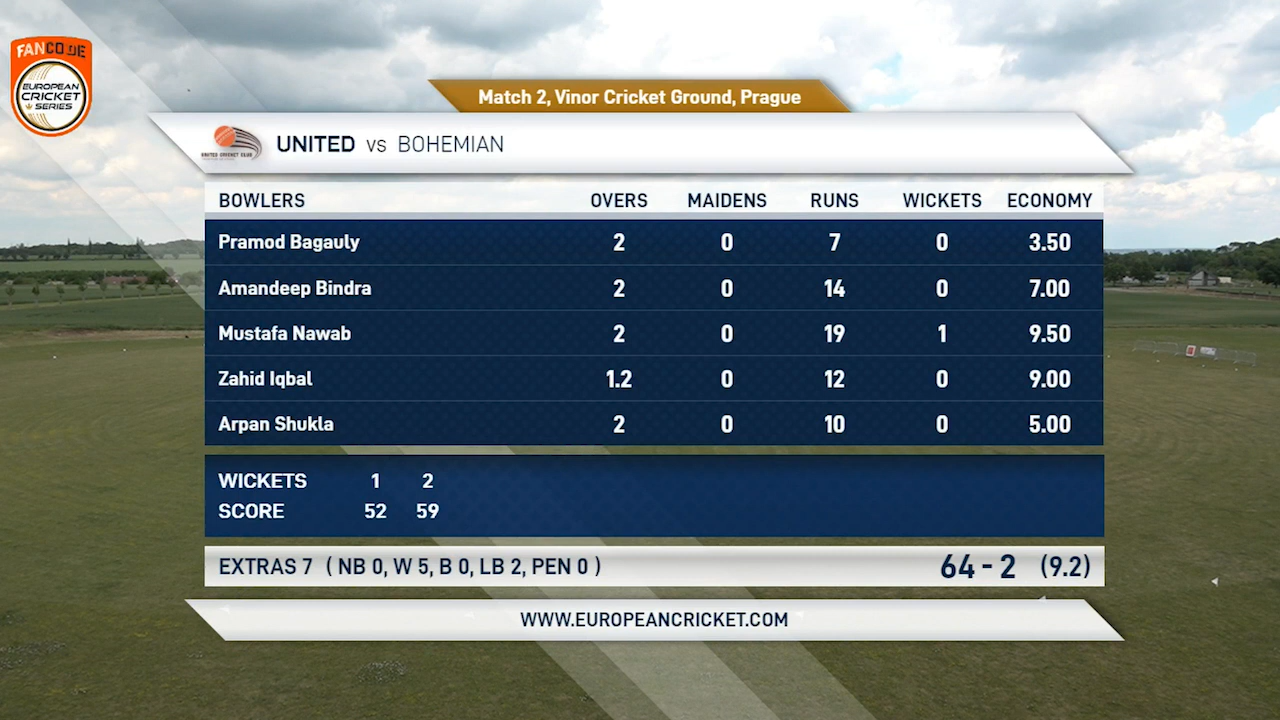 FANCODE
EUROPEAN
CRICKET
SERIES
Match 2, Vinor Cricket Ground, Prague
UNITED CRICKET CLUB
UNITED vs BOHEMIAN
BOWLERS OVERS MAIDENS RUNS WICKETS ECONOMY
Pramod Bagauly 2 0 7 0 3.50
Amandeep Bindra 2 0 14 0 7.00
Mustafa Nawab 2 0 19 1 9.50
Zahid Iqbal 1.2 0 12 0 9.00
Arpan Shukla 2 0 10 0 5.00
WICKETS 1 2
SCORE 52 59
EXTRAS 7 ( NB 0, W 5, B 0, LB 2, PEN 0 ) 64 - 2 (9.2)
WWW.EUROPEANCRICKET.COM